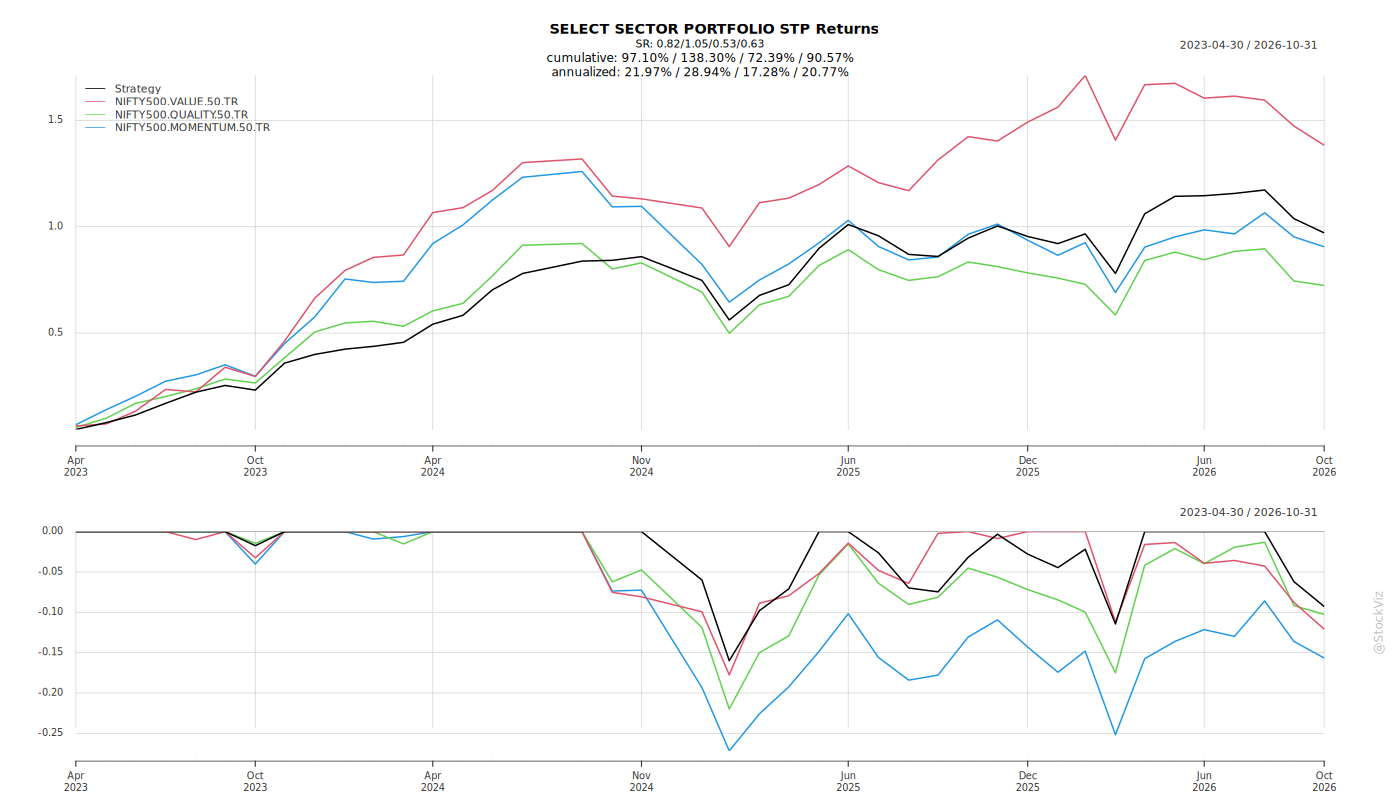 SELECT SECTOR PORTFOLIO STP Returns
SR: 0.82/1.05/0.53/0.63
cumulative: 97.10% / 138.30% / 72.39% / 90.57%
annualized: 21.97% / 28.94% / 17.28% / 20.77%
2023-04-30 / 2026-10-31
Strategy
NIFTY500.VALUE.50.TR
NIFTY500.QUALITY.50.TR
NIFTY500.MOMENTUM.50.TR
1.5
1.0
0.5
Apr 2023
Oct 2023
Apr 2024
Nov 2024
Jun 2025
Dec 2025
Jun 2026
Oct 2026
2023-04-30 / 2026-10-31
0.00
-0.05
-0.10
-0.15
-0.20
-0.25
Apr 2023
Oct 2023
Apr 2024
Nov 2024
Jun 2025
Dec 2025
Jun 2026
Oct 2026
@StockViz